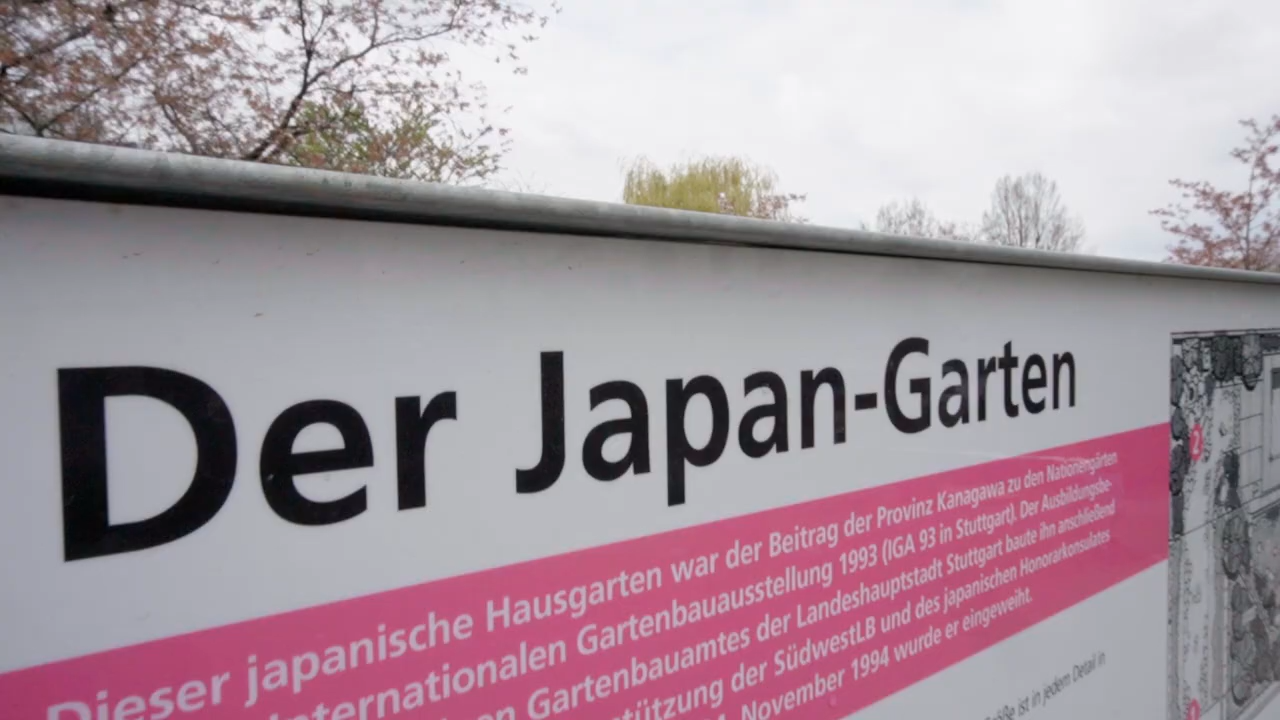 Der Japan-Garten
Dieser japanische Hausgarten war der Beitrag der Provinz Kanagawa zu den Nationengärten
Internationalen Gartenbauausstellung 1993 (IGA 93 in Stuttgart). Der Ausbildungsbe-
Gartenbauamtes der Landeshauptstadt Stuttgart baute ihn anschließend
der SüdwestLB und des japanischen Honorarkonsulates
November 1994 wurde er eingeweiht.
ist in jedem Detail in
2